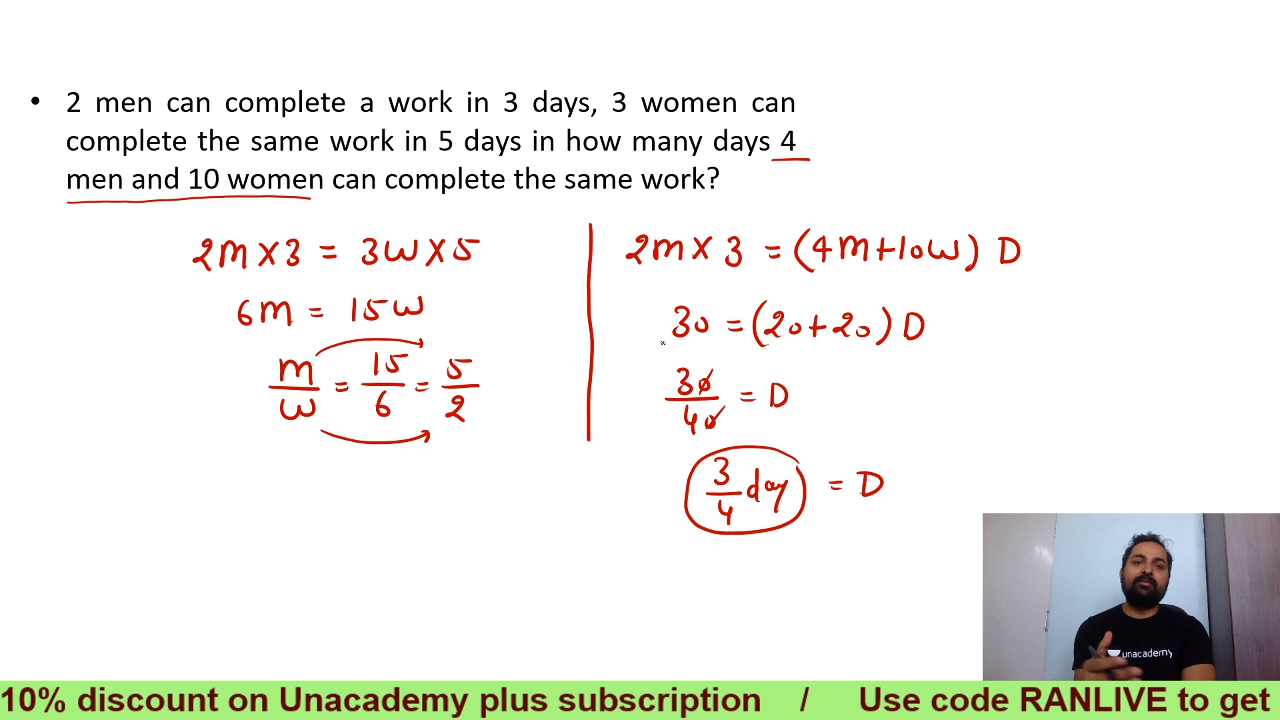 • 2 men can complete a work in 3 days, 3 women can
complete the same work in 5 days in how many days 4
men and 10 women can complete the same work?
2m × 3 = 3w × 5
6m = 15w
m/w = 15/6 = 5/2
2m × 3 = (4m + 10w) D
30 = (20 + 20) D
30/40 = D
3/4 day = D
unacademy
10% discount on Unacademy plus subscription / Use code RANLIVE to get